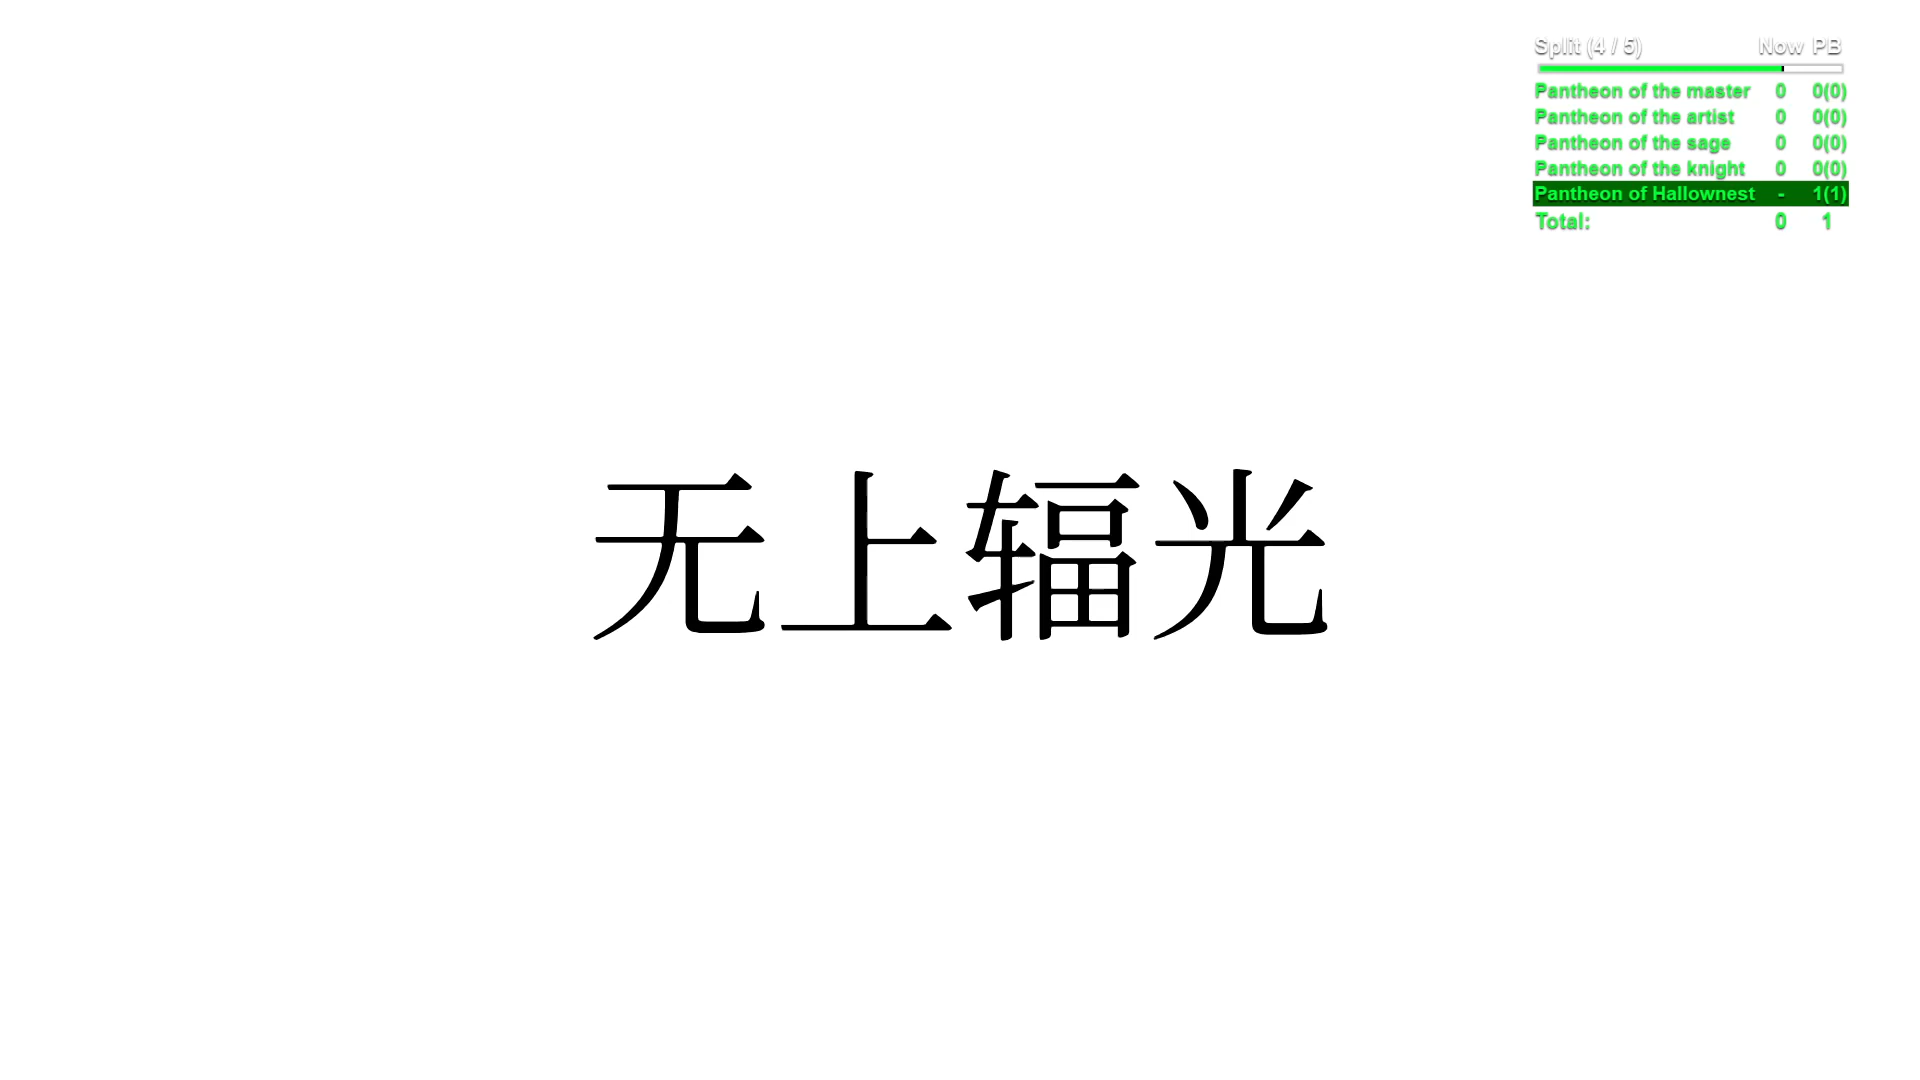 Split (4 / 5) Now PB
Pantheon of the master 0 0(0)
Pantheon of the artist 0 0(0)
Pantheon of the sage 0 0(0)
Pantheon of the knight 0 0(0)
Pantheon of Hallownest - 1(1)
Total: 0 1
无上辐光